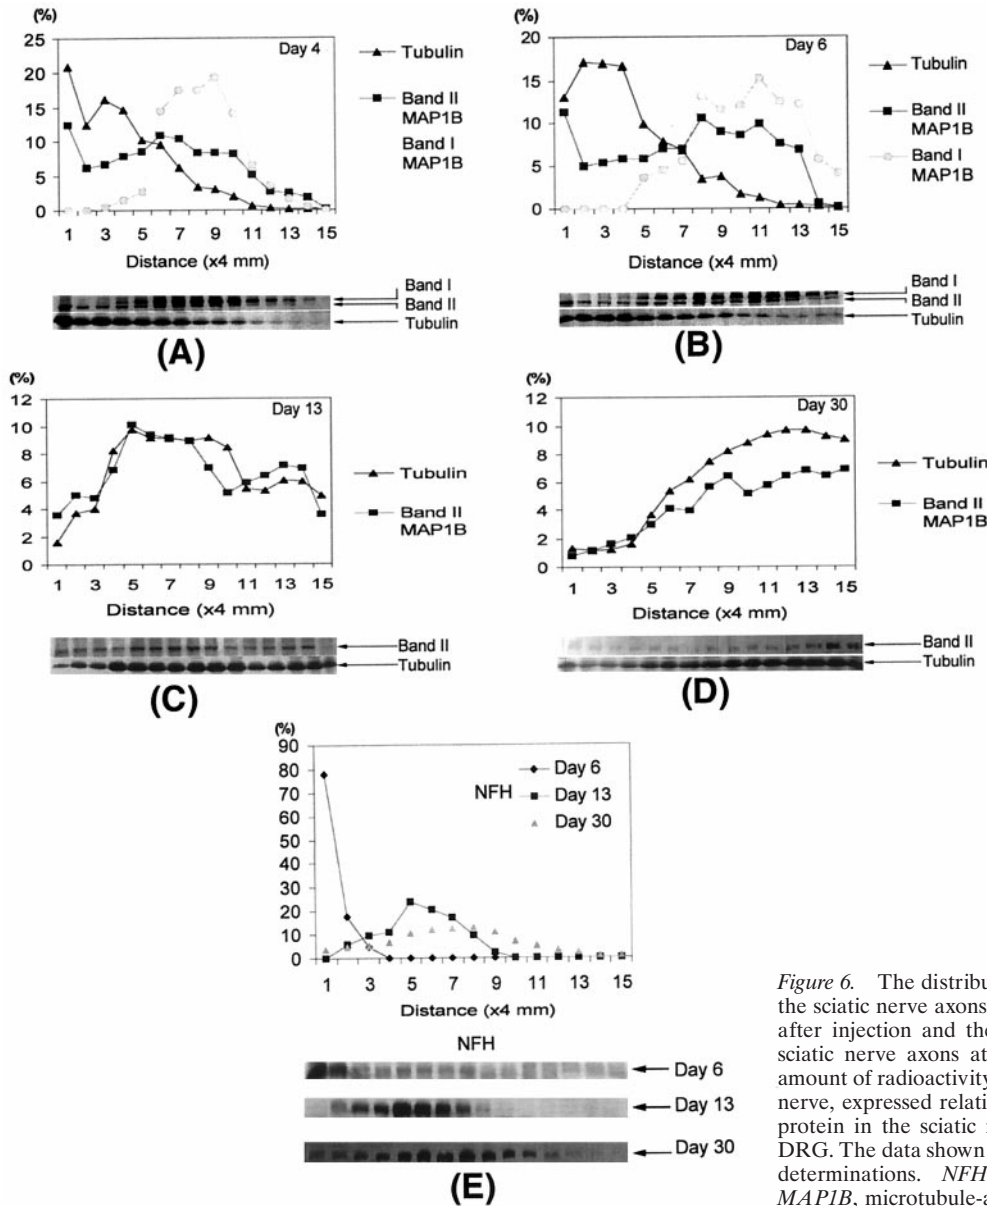 (%)
25
20
15
10
5
0
Day 4
Tubulin
Band II
MAP1B
Band I
MAP1B
1 3 5 7 9 11 13 15
Distance (x4 mm)
Band I
Band II
Tubulin
(A)
(%)
20
15
10
5
0
Day 6
Tubulin
Band II
MAP1B
Band I
MAP1B
1 3 5 7 9 11 13 15
Distance (x4 mm)
Band I
Band II
Tubulin
(B)
(%)
12
10
8
6
4
2
0
Day 13
Tubulin
Band II
MAP1B
1 3 5 7 9 11 13 15
Distance (x4 mm)
Band II
Tubulin
(C)
(%)
12
10
8
6
4
2
0
Day 30
Tubulin
Band II
MAP1B
1 3 5 7 9 11 13 15
Distance (x4 mm)
Band II
Tubulin
(D)
(%)
90
80
70
60
50
40
30
20
10
0
NFH
Day 6
Day 13
Day 30
1 3 5 7 9 11 13 15
Distance (x4 mm)
NFH
Day 6
Day 13
Day 30
(E)
Figure 6. The distribu
the sciatic nerve axons
after injection and the
sciatic nerve axons at
amount of radioactivity
nerve, expressed relati
protein in the sciatic
DRG. The data shown
determinations. NFH
MAP1B, microtubule-a